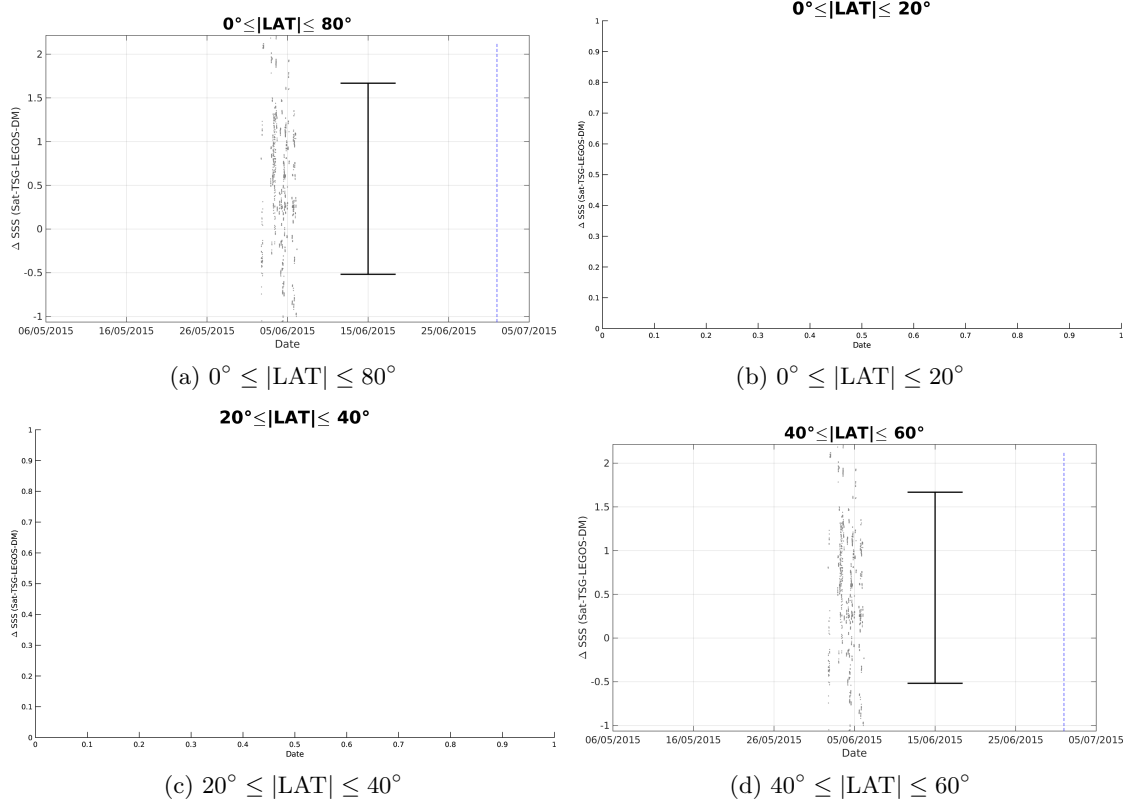 0°≤|LAT|≤ 80°
Δ SSS (Sat-TSG-LEGOS-DM)
2
1.5
1
0.5
0
-0.5
-1
06/05/2015 16/05/2015 26/05/2015 05/06/2015 15/06/2015 25/06/2015 05/07/2015
Date
(a) 0° ≤ |LAT| ≤ 80°
0°≤|LAT|≤ 20°
Δ SSS (Sat-TSG-LEGOS-DM)
1
0.9
0.8
0.7
0.6
0.5
0.4
0.3
0.2
0.1
0
0 0.1 0.2 0.3 0.4 0.5 0.6 0.7 0.8 0.9 1
Date
(b) 0° ≤ |LAT| ≤ 20°
20°≤|LAT|≤ 40°
Δ SSS (Sat-TSG-LEGOS-DM)
1
0.9
0.8
0.7
0.6
0.5
0.4
0.3
0.2
0.1
0
0 0.1 0.2 0.3 0.4 0.5 0.6 0.7 0.8 0.9 1
Date
(c) 20° ≤ |LAT| ≤ 40°
40°≤|LAT|≤ 60°
Δ SSS (Sat-TSG-LEGOS-DM)
2
1.5
1
0.5
0
-0.5
-1
06/05/2015 16/05/2015 26/05/2015 05/06/2015 15/06/2015 25/06/2015 05/07/2015
Date
(d) 40° ≤ |LAT| ≤ 60°